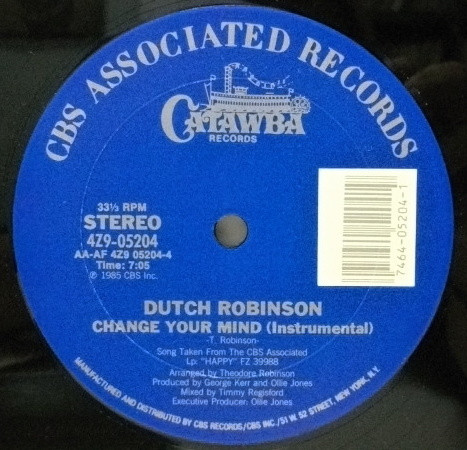 CBS ASSOCIATED RECORDS
CATAWBA
RECORDS
33⅓ RPM
STEREO
4Z9-05204
AA-AF 4Z9 05204-4
Time: 7:05
℗ 1985 CBS Inc.
7464-05204-1
DUTCH ROBINSON
CHANGE YOUR MIND (Instrumental)
-T. Robinson-
Song Taken From The CBS Associated
Lp: "HAPPY" FZ 39988
Arranged by Theodore Robinson
Produced by George Kerr and Ollie Jones
Mixed by Timmy Regisford
Executive Producer: Ollie Jones
MANUFACTURED AND DISTRIBUTED BY CBS RECORDS/CBS INC./51 W. 52 STREET, NEW YORK, N.Y.